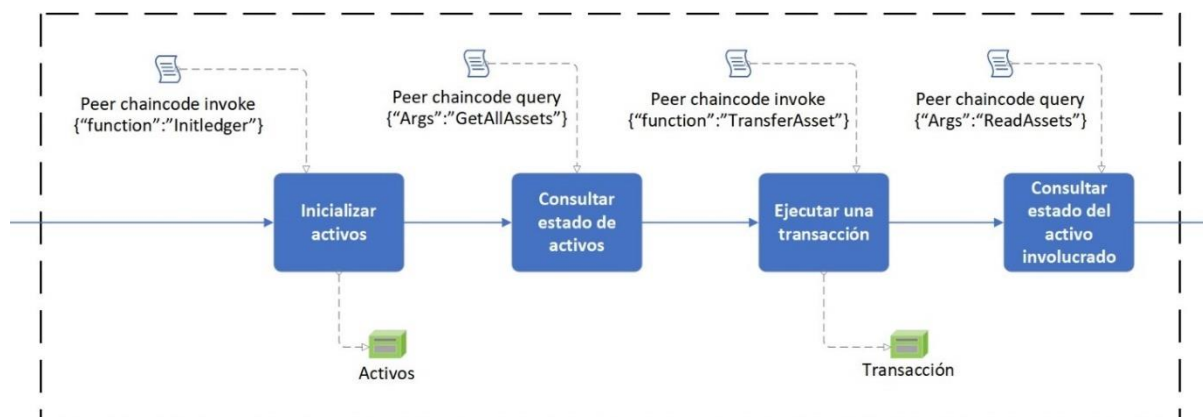 Peer chaincode invoke
{“function”:”Initledger”}
Peer chaincode query
{“Args”:”GetAllAssets”}
Peer chaincode invoke
{“function”:”TransferAsset”}
Peer chaincode query
{“Args”:”ReadAssets”}
Inicializar
activos
Consultar
estado de
activos
Ejecutar una
transacción
Consultar
estado del
activo
involucrado
Activos
Transacción